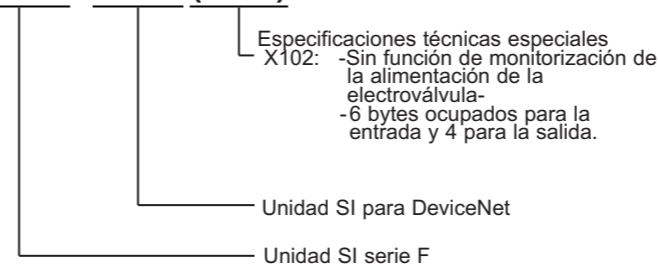 Especificaciones técnicas especiales
X102: -Sin función de monitorización de
la alimentación de la
electroválvula-
-6 bytes ocupados para la
entrada y 4 para la salida.
Unidad SI para DeviceNet
Unidad SI serie F